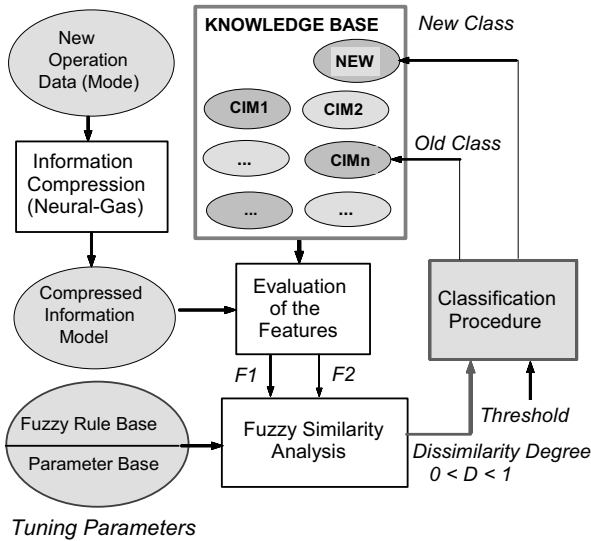 New
Operation
Data (Mode)
KNOWLEDGE BASE
New Class
NEW
CIM1
CIM2
Old Class
...
CIMn
...
...
Information
Compression
(Neural-Gas)
Compressed
Information
Model
Evaluation
of the
Features
Classification
Procedure
F1
F2
Threshold
Fuzzy Rule Base
Parameter Base
Fuzzy Similarity
Analysis
Dissimilarity Degree
0 < D < 1
Tuning Parameters